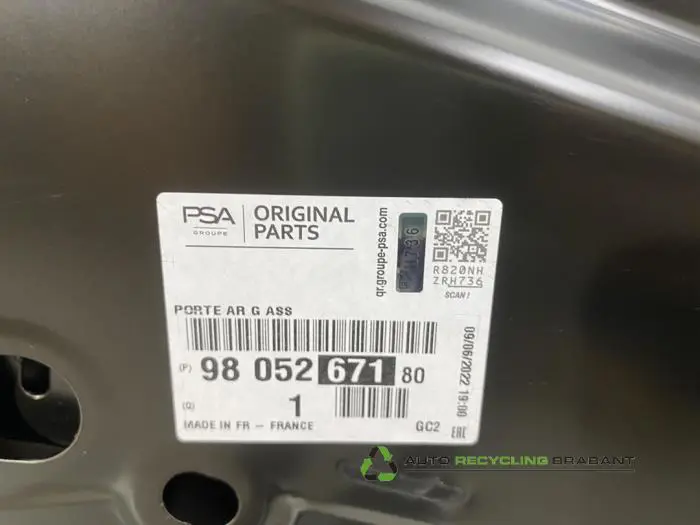 PSA
GROUPE
ORIGINAL
PARTS
qr.groupe-psa.com
R820NH
ZRH736
SCAN!
PORTE AR G ASS
(P) 98 052 671 80
(Q) 1
MADE IN FR - FRANCE
GC2
09/06/2022 19:00
AUTO RECYCLING BRABANT